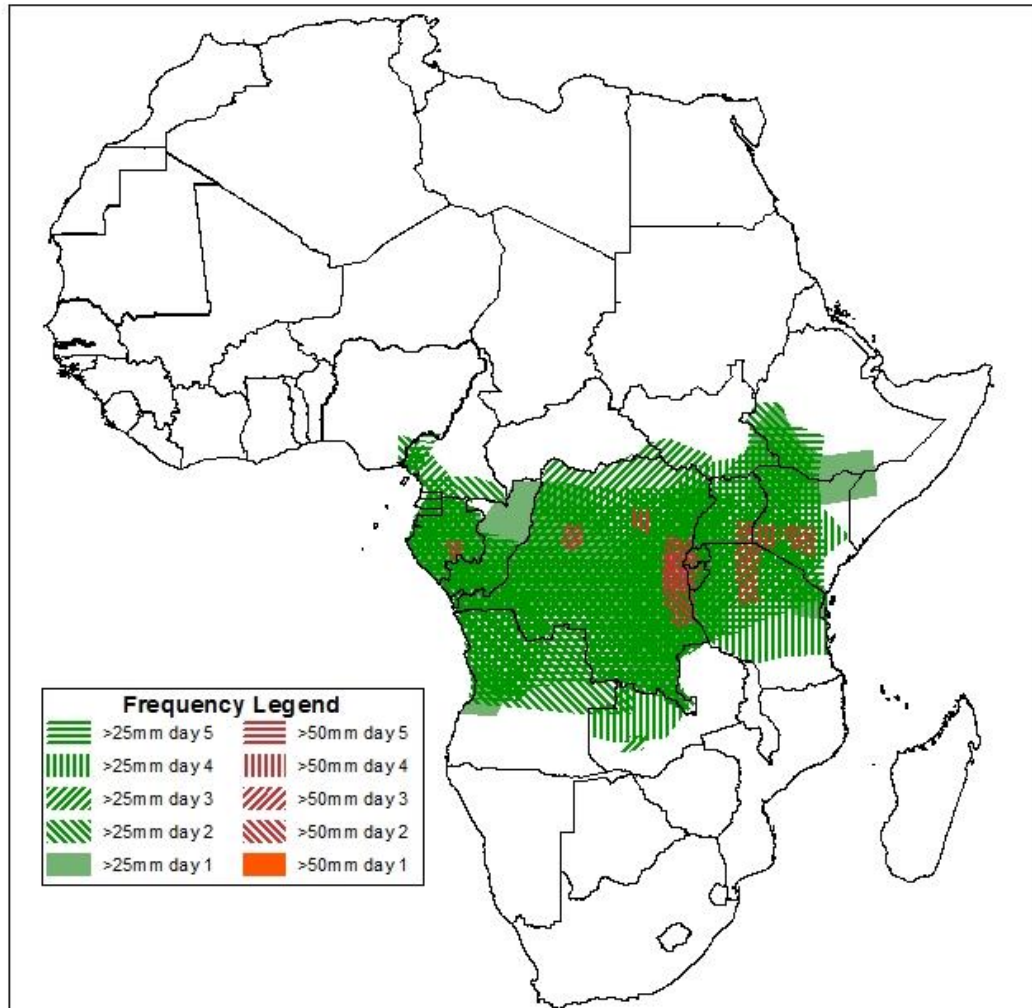 Frequency Legend
>25mm day 5 >50mm day 5
>25mm day 4 >50mm day 4
>25mm day 3 >50mm day 3
>25mm day 2 >50mm day 2
>25mm day 1 >50mm day 1